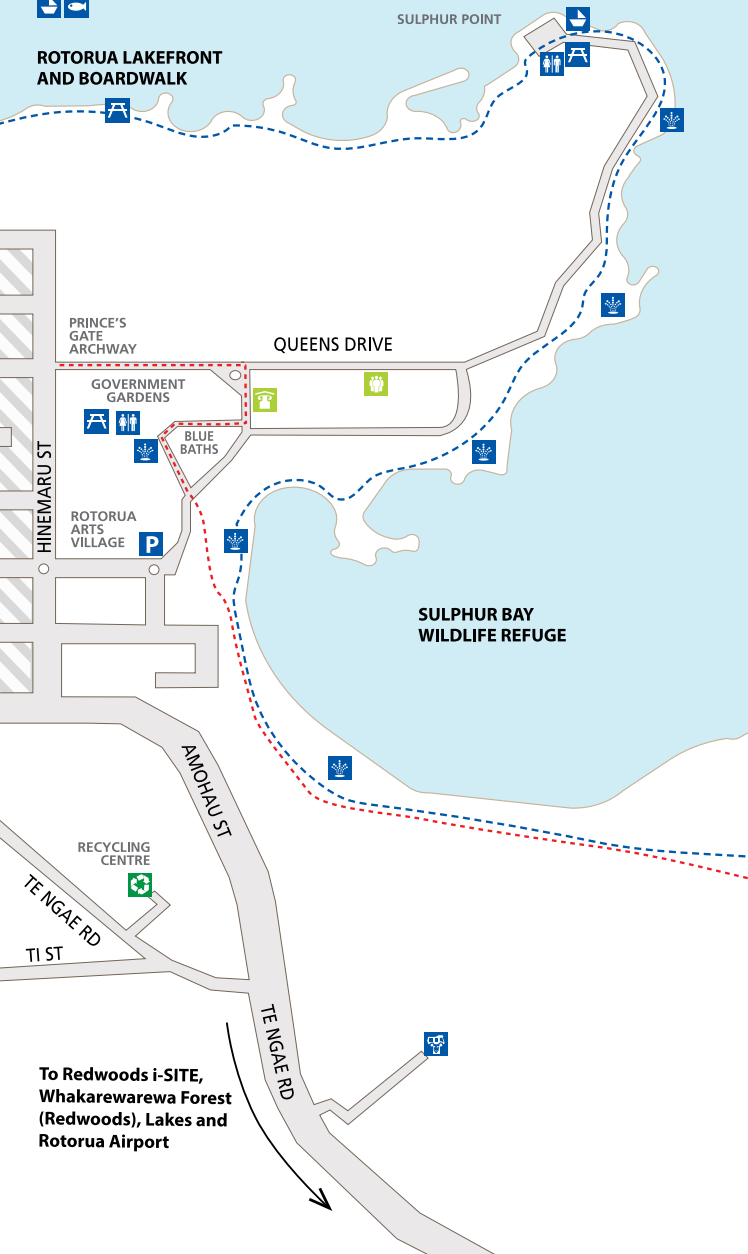 SULPHUR POINT
ROTORUA LAKEFRONT
AND BOARDWALK
PRINCE'S
GATE
ARCHWAY
QUEENS DRIVE
GOVERNMENT
GARDENS
BLUE
BATHS
HINEMARU ST
ROTORUA
ARTS
VILLAGE
P
SULPHUR BAY
WILDLIFE REFUGE
AMOHAU ST
RECYCLING
CENTRE
TE NGAE RD
TI ST
TE NGAE RD
To Redwoods i-SITE,
Whakarewarewa Forest
(Redwoods), Lakes and
Rotorua Airport